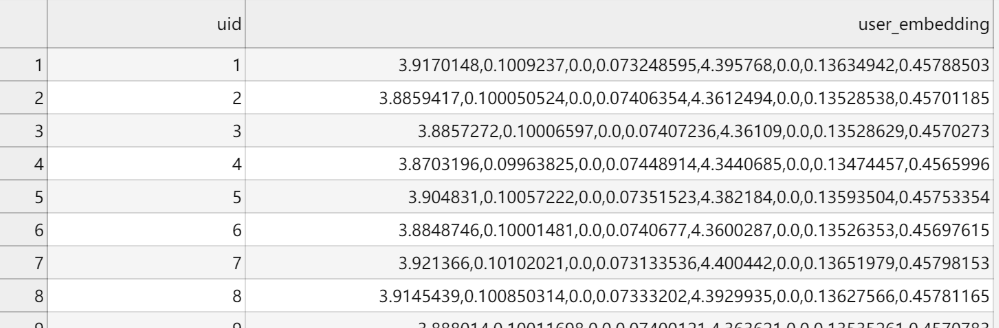 uid user_embedding
1 1 3.9170148,0.1009237,0.0,0.073248595,4.395768,0.0,0.13634942,0.45788503
2 2 3.8859417,0.100050524,0.0,0.07406354,4.3612494,0.0,0.13528538,0.45701185
3 3 3.8857272,0.10006597,0.0,0.07407236,4.36109,0.0,0.13528629,0.4570273
4 4 3.8703196,0.09963825,0.0,0.07448914,4.3440685,0.0,0.13474457,0.4565996
5 5 3.904831,0.10057222,0.0,0.07351523,4.382184,0.0,0.13593504,0.45753354
6 6 3.8848746,0.10001481,0.0,0.0740677,4.3600287,0.0,0.13526353,0.45697615
7 7 3.921366,0.10102021,0.0,0.073133536,4.400442,0.0,0.13651979,0.45798153
8 8 3.9145439,0.100850314,0.0,0.07333202,4.3929935,0.0,0.13627566,0.45781165